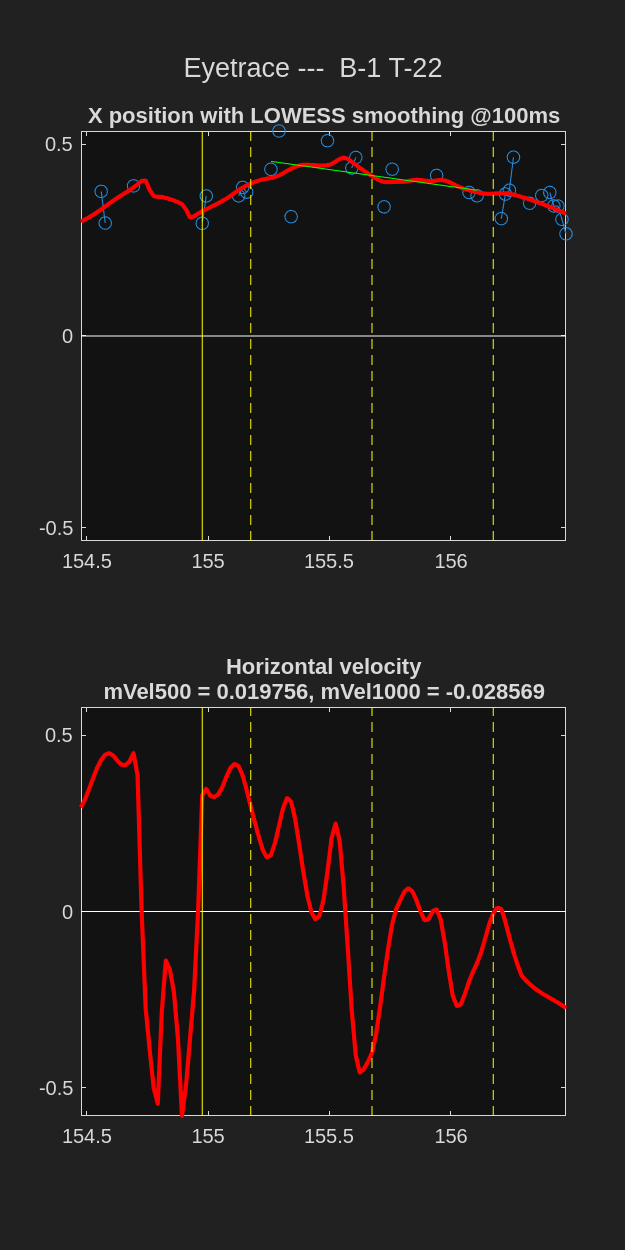 Eyetrace ---  B-1 T-22
X position with LOWESS smoothing @100ms
0.5
0
-0.5
154.5 155 155.5 156
Horizontal velocity
mVel500 = 0.019756, mVel1000 = -0.028569
0.5
0
-0.5
154.5 155 155.5 156